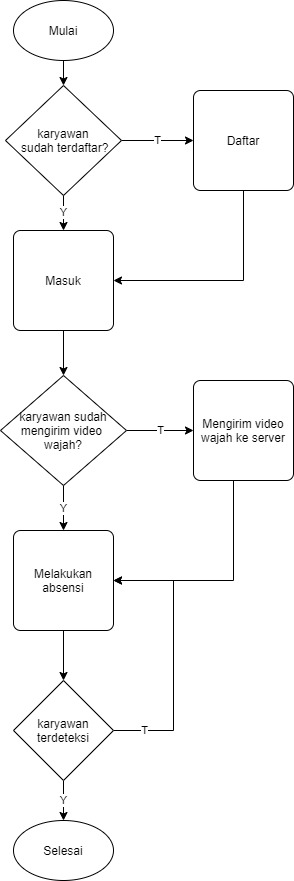 Mulai
karyawan
sudah terdaftar?
T
Daftar
Y
Masuk
karyawan sudah
mengirim video
wajah?
T
Mengirim video
wajah ke server
Y
Melakukan
absensi
karyawan
terdeteksi
T
Y
Selesai